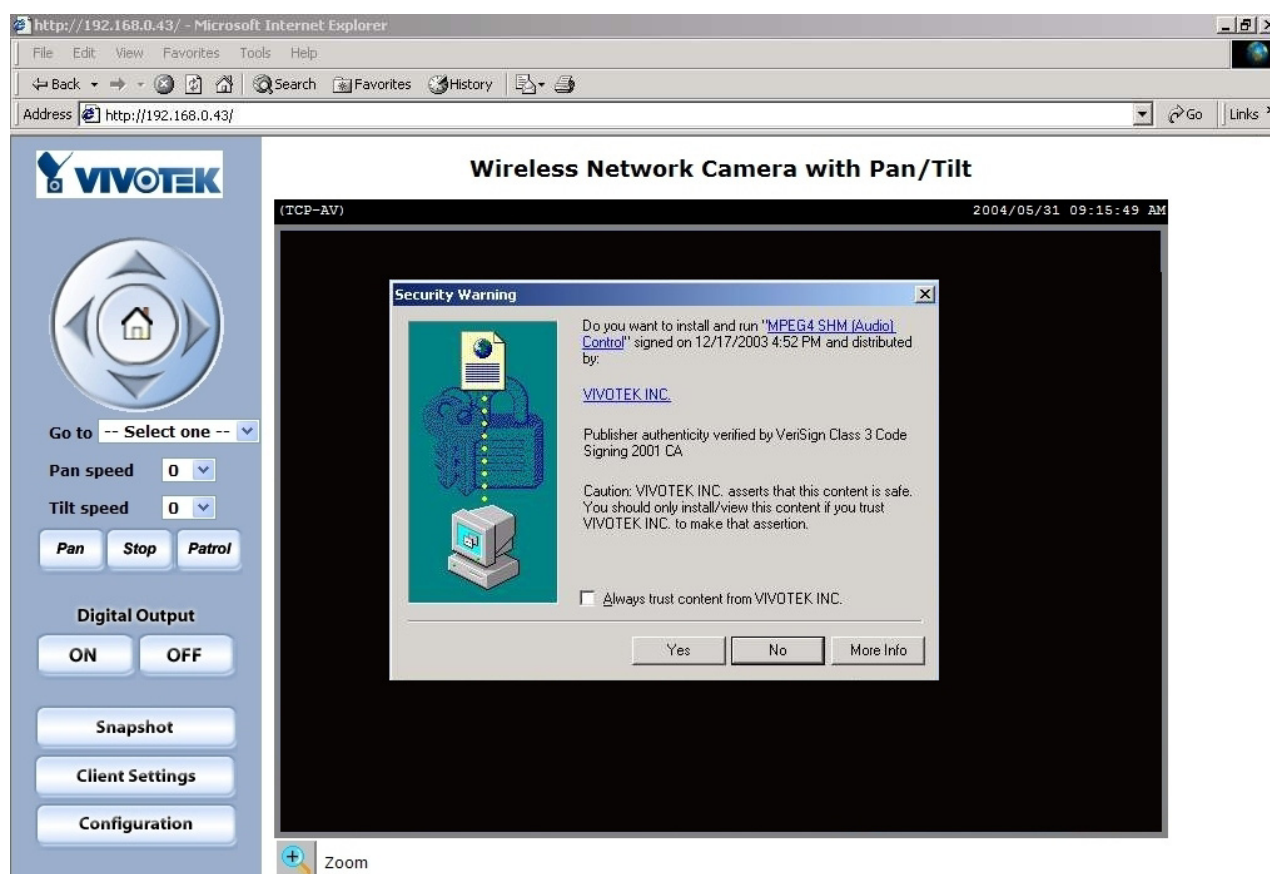 http://192.168.0.43/ - Microsoft Internet Explorer
File Edit View Favorites Tools Help
Back Search Favorites History
Address http://192.168.0.43/ Go Links
VIVOTEK
Wireless Network Camera with Pan/Tilt
(TCP-AV) 2004/05/31 09:15:49 AM
Security Warning
Do you want to install and run "MPEG4 SHM (Audio)
Control" signed on 12/17/2003 4:52 PM and distributed
by:
VIVOTEK INC.
Publisher authenticity verified by VeriSign Class 3 Code
Signing 2001 CA
Caution: VIVOTEK INC. asserts that this content is safe.
You should only install/view this content if you trust
VIVOTEK INC. to make that assertion.
Always trust content from VIVOTEK INC.
Yes No More Info
Go to -- Select one --
Pan speed 0
Tilt speed 0
Pan Stop Patrol
Digital Output
ON OFF
Snapshot
Client Settings
Configuration
Zoom